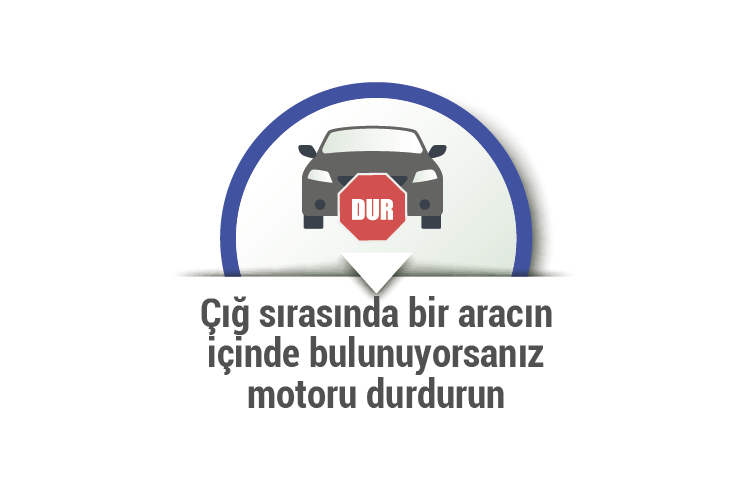 DUR
Çığ sırasında bir aracın
içinde bulunuyorsanız
motoru durdurun